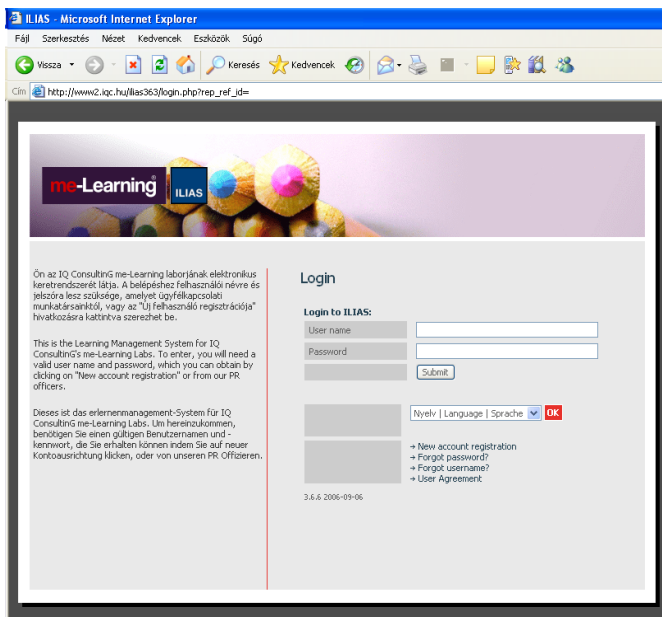 ILIAS - Microsoft Internet Explorer
Fájl Szerkesztés Nézet Kedvencek Eszközök Súgó
Vissza Keresés Kedvencek
Cím http://www2.iqc.hu/ilias363/login.php?rep_ref_id=
me-Learning ILIAS
Ön az IQ ConsultinG me-Learning laborjának elektronikus
keretrendszerét látja. A belépéshez felhasználói névre és
jelszóra lesz szüksége, amelyet ügyfélkapcsolati
munkatársainktól, vagy az "Új felhasználó regisztrációja"
hivatkozásra kattintva szerezhet be.
This is the Learning Management System for IQ
ConsultinG's me-Learning Labs. To enter, you will need a
valid user name and password, which you can obtain by
clicking on "New account registration" or from our PR
officers.
Dieses ist das erlernenmanagement-System für IQ
ConsultinG me-Learning Labs. Um hereinzukommen,
benötigen Sie einen gültigen Benutzernamen und -
kennwort, die Sie erhalten können indem Sie auf neuer
Kontoausrichtung klicken, oder von unseren PR Offizieren.
Login
Login to ILIAS:
User name
Password
Submit
Nyelv | Language | Sprache OK
→ New account registration
→ Forgot password?
→ Forgot username?
→ User Agreement
3.6.6 2006-09-06